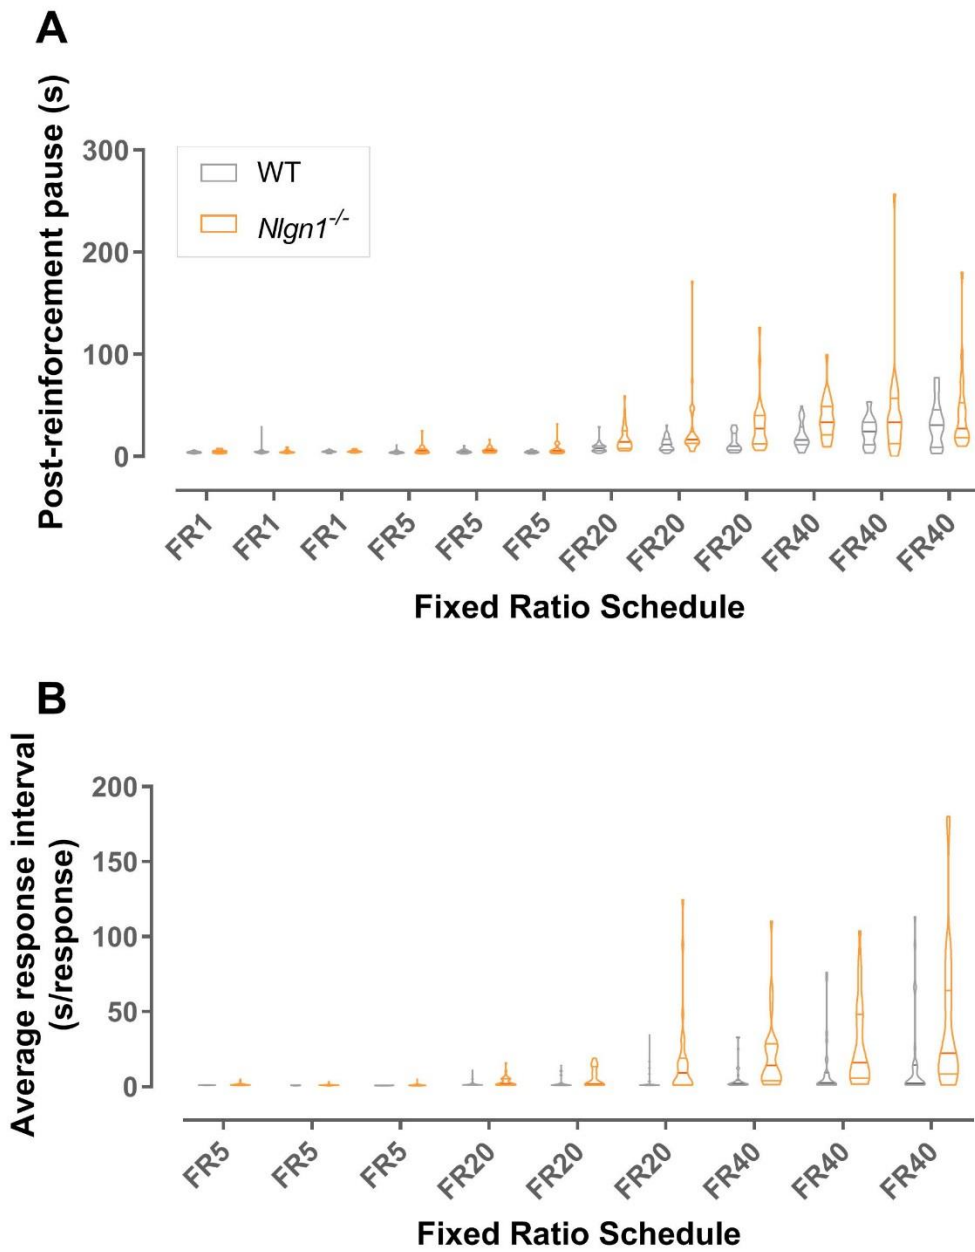 A
Post-reinforcement pause (s)
300
200
100
0
WT
Nlgn1-/-
FR1
FR1
FR1
FR5
FR5
FR5
FR20
FR20
FR20
FR40
FR40
FR40
Fixed Ratio Schedule
B
Average response interval
(s/response)
200
150
100
50
0
FR5
FR5
FR5
FR20
FR20
FR20
FR40
FR40
FR40
Fixed Ratio Schedule